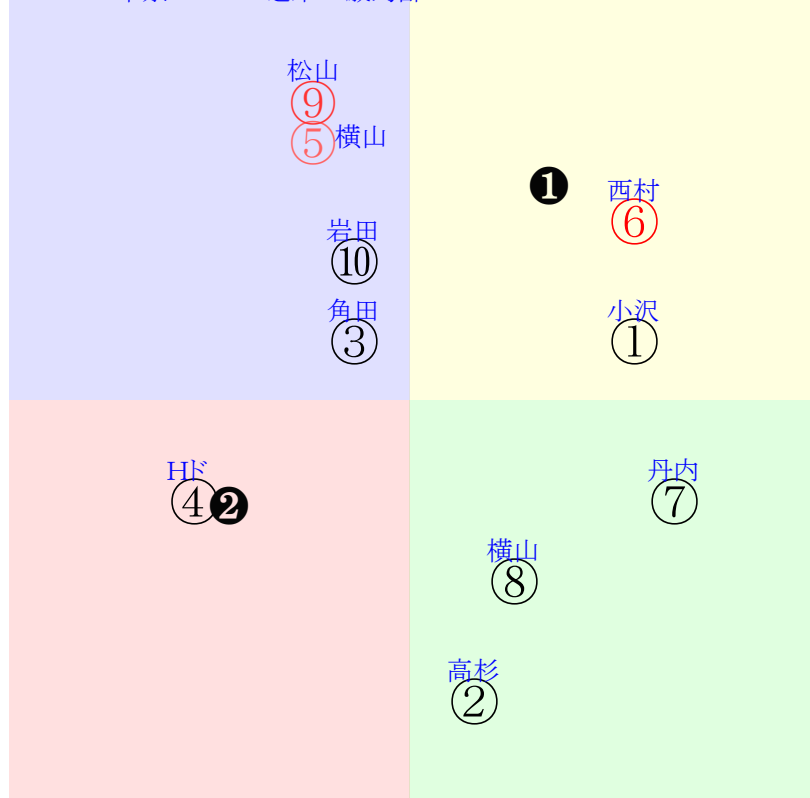 松山
⑨
⑤横山
❶
西村
⑥
岩田
⑩
角田
③
小沢
①
Hド
④❷
丹内
⑦
横山
⑧
高杉
②